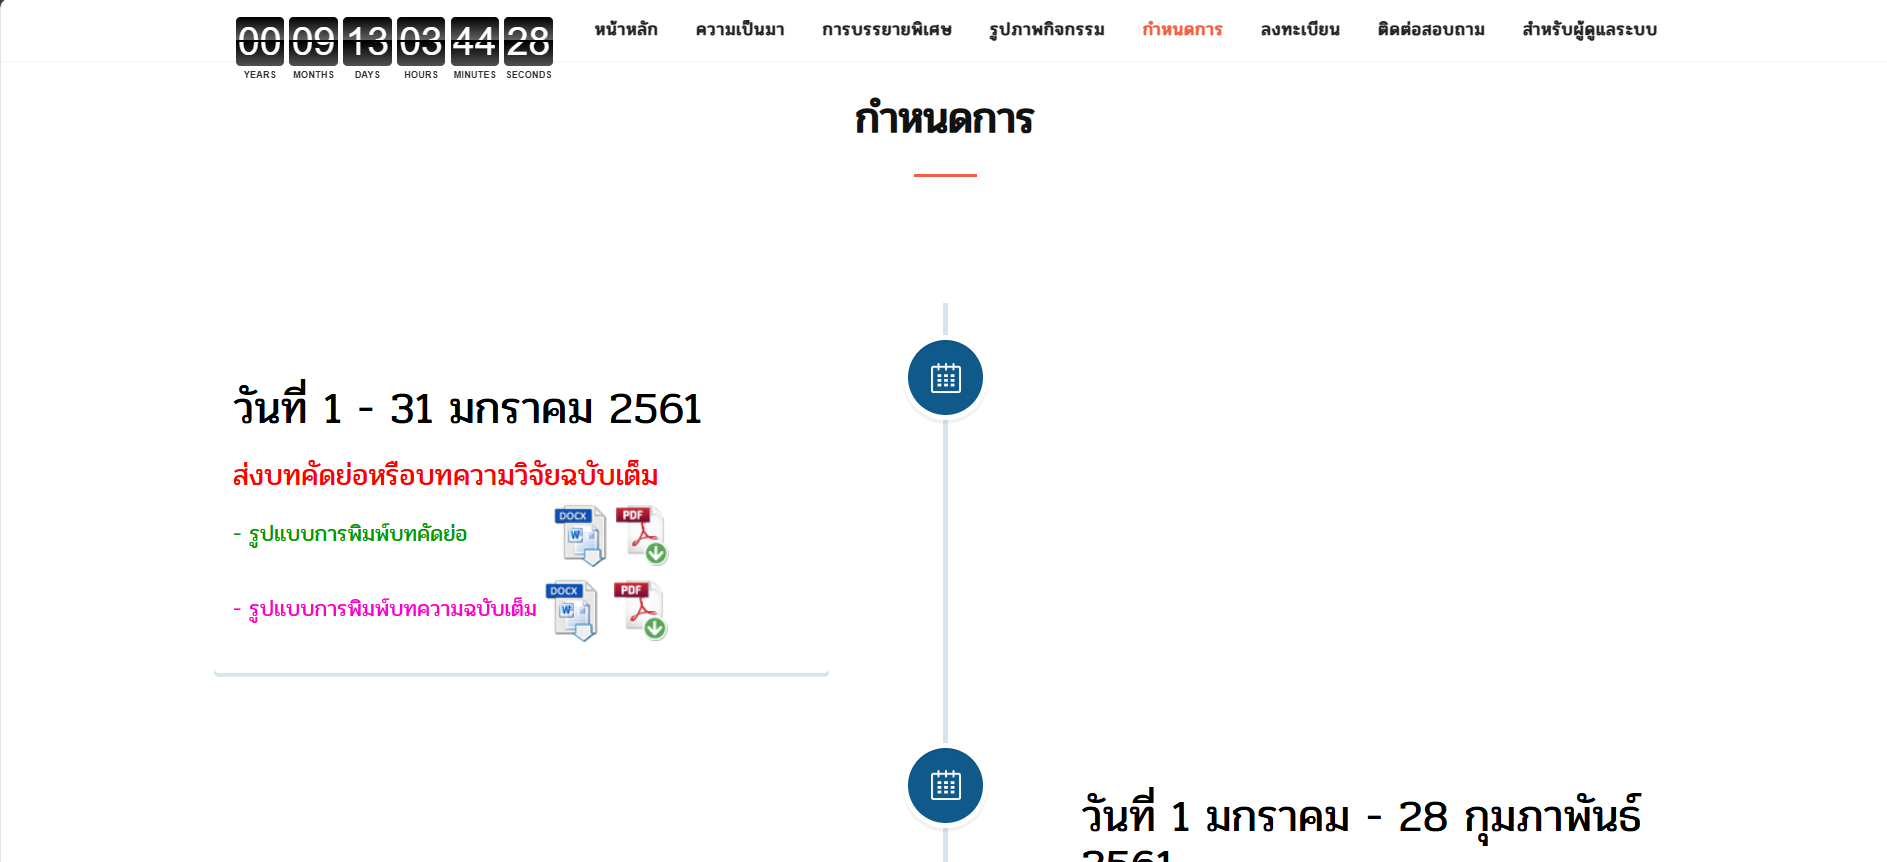 00 09 13 03 44 28
YEARS MONTHS DAYS HOURS MINUTES SECONDS
หน้าหลัก ความเป็นมา การบรรยายพิเศษ รูปภาพกิจกรรม กำหนดการ ลงทะเบียน ติดต่อสอบถาม สำหรับผู้ดูแลระบบ
กำหนดการ
วันที่ 1 - 31 มกราคม 2561
ส่งบทคัดย่อหรือบทความวิจัยฉบับเต็ม
- รูปแบบการพิมพ์บทคัดย่อ DOCX W PDF
- รูปแบบการพิมพ์บทความฉบับเต็ม DOCX W PDF
วันที่ 1 มกราคม - 28 กุมภาพันธ์
2561